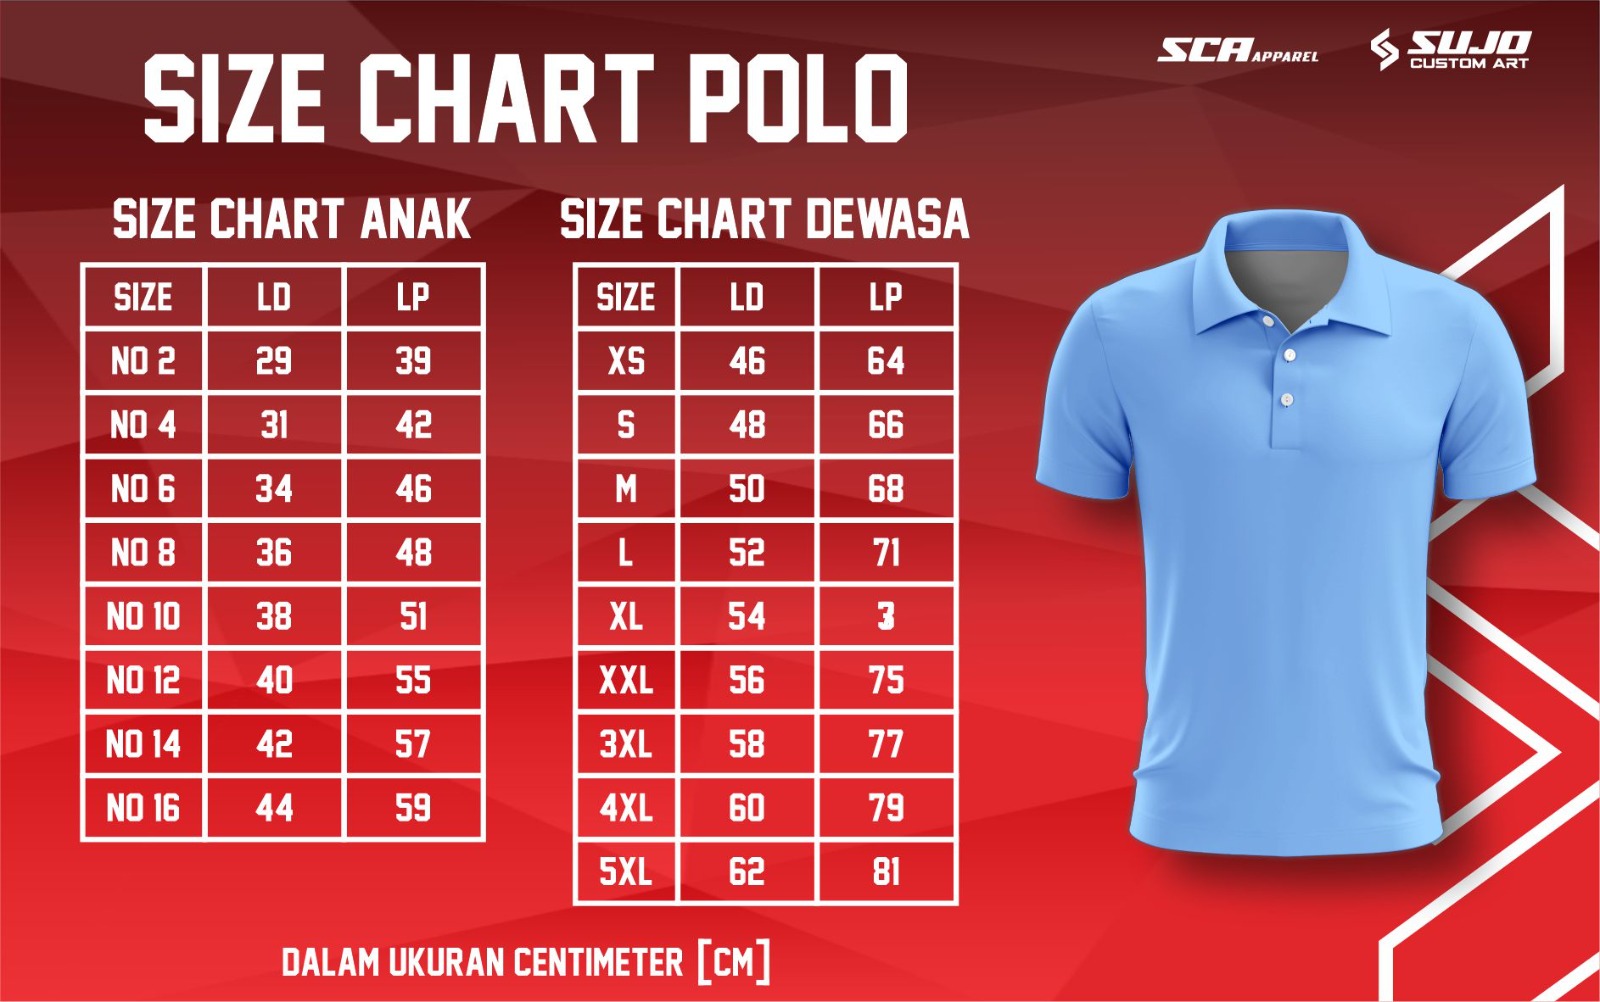 SCA APPAREL
SUJO
CUSTOM ART
SIZE CHART POLO
SIZE CHART ANAK
SIZE LD LP
NO 2 29 39
NO 4 31 42
NO 6 34 46
NO 8 36 48
NO 10 38 51
NO 12 40 55
NO 14 42 57
NO 16 44 59
SIZE CHART DEWASA
SIZE LD LP
XS 46 64
S 48 66
M 50 68
L 52 71
XL 54
XXL 56 75
3XL 58 77
4XL 60 79
5XL 62 81
DALAM UKURAN CENTIMETER [CM]